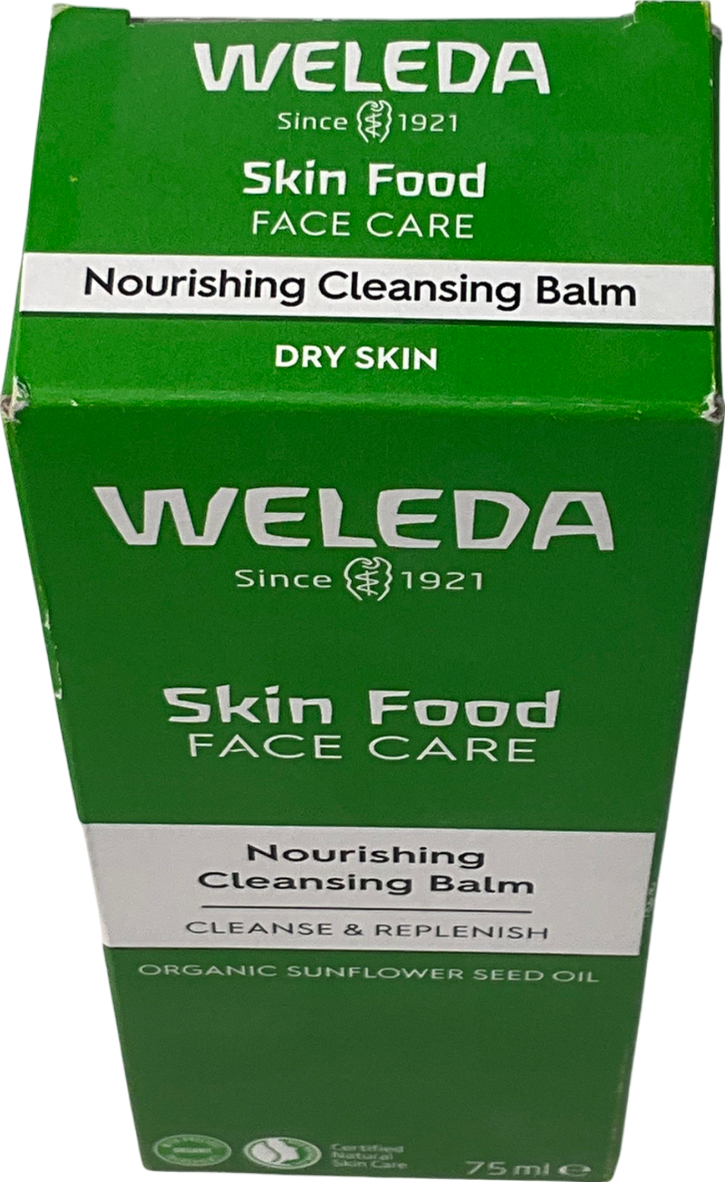 WELEDA
Since 1921
Skin Food
FACE CARE
Nourishing Cleansing Balm
DRY SKIN
WELEDA
Since 1921
Skin Food
FACE CARE
Nourishing
Cleansing Balm
CLEANSE & REPLENISH
ORGANIC SUNFLOWER SEED OIL
ORGANIC
Certified
Natural
Skin Care
75 ml ℮